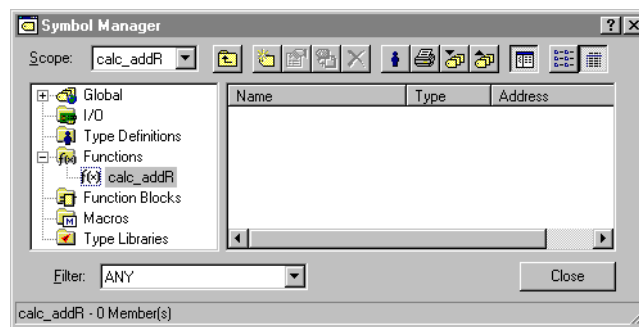 Symbol Manager
Scope: calc_addR
Global
Name Type Address
I/O
Type Definitions
Functions
f(x) calc_addR
Function Blocks
Macros
Type Libraries
Filter: ANY Close
calc_addR - 0 Member(s)